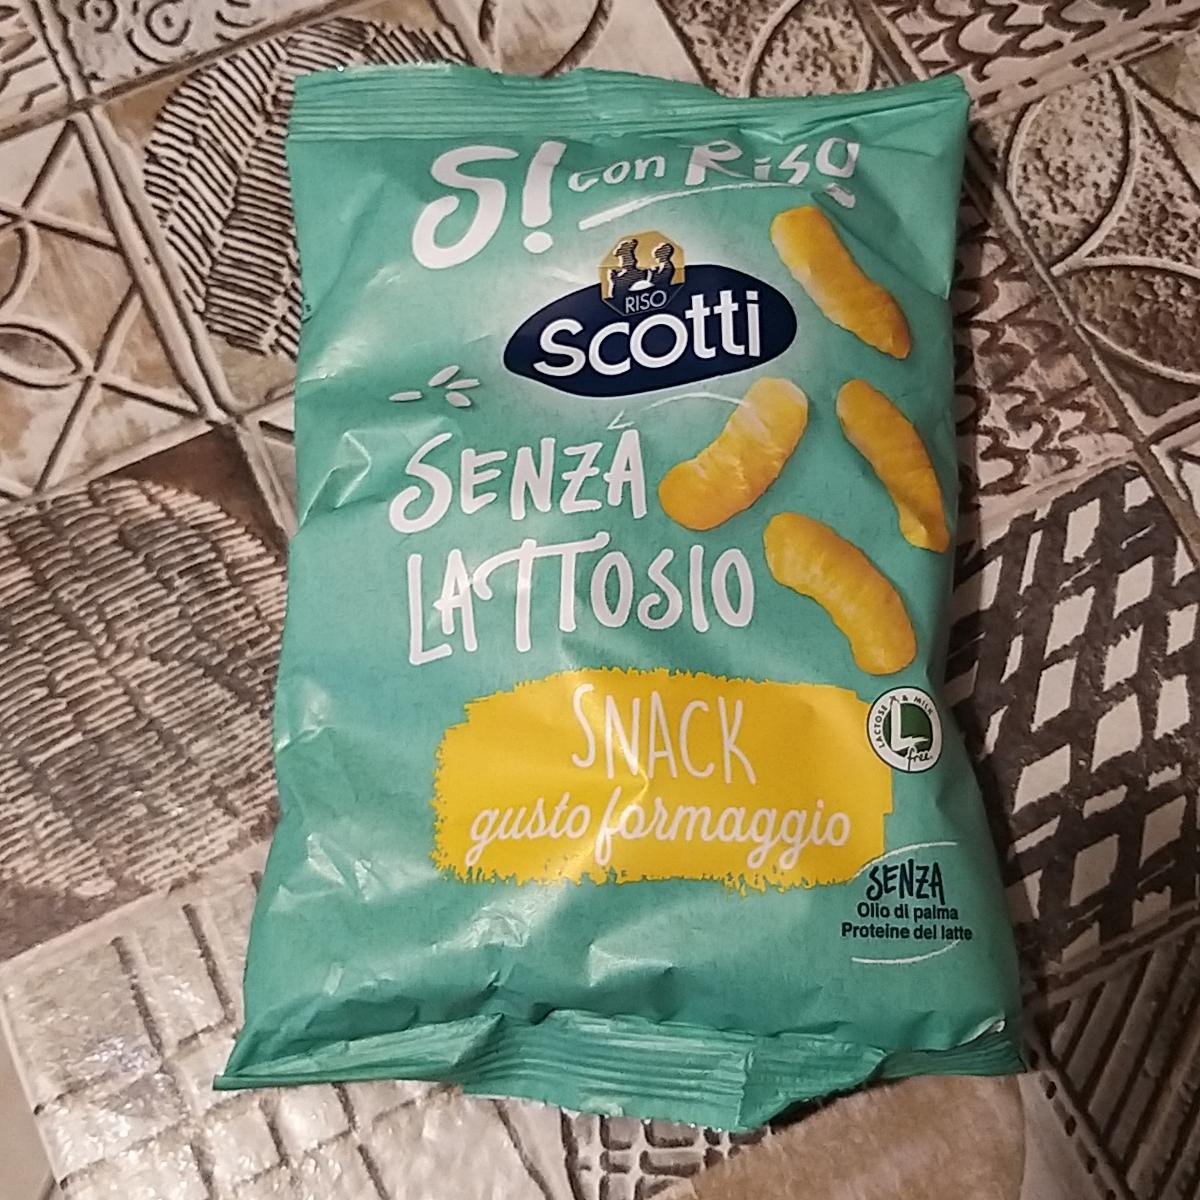 S! con Riso
RISO
Scotti
SENZA
LATTOSIO
SNACK
gusto formaggio
LACTOSE & MILK
L
free
SENZA
Olio di palma
Proteine del latte